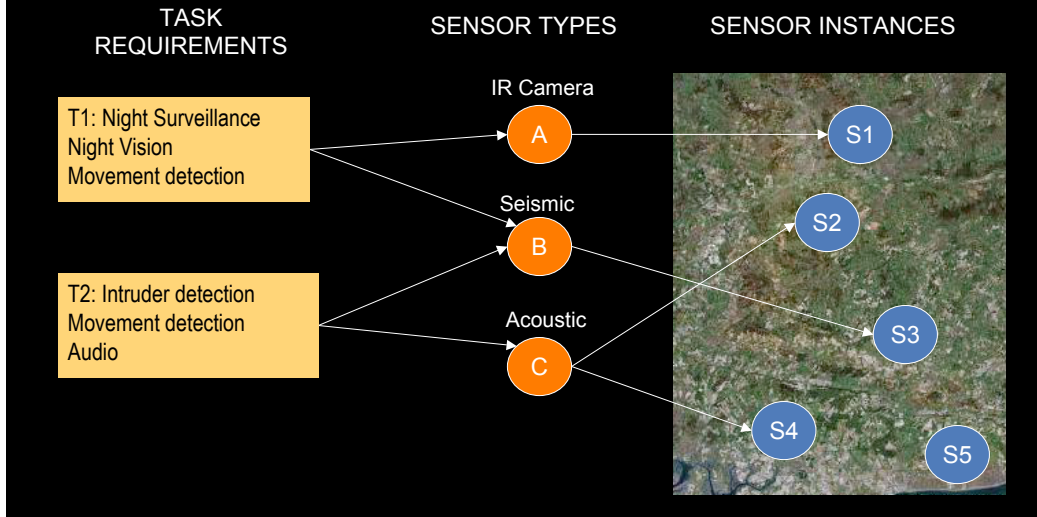 TASK
REQUIREMENTS
SENSOR TYPES
SENSOR INSTANCES
T1: Night Surveillance
Night Vision
Movement detection
T2: Intruder detection
Movement detection
Audio
IR Camera
A
Seismic
B
Acoustic
C
S1
S2
S3
S4
S5